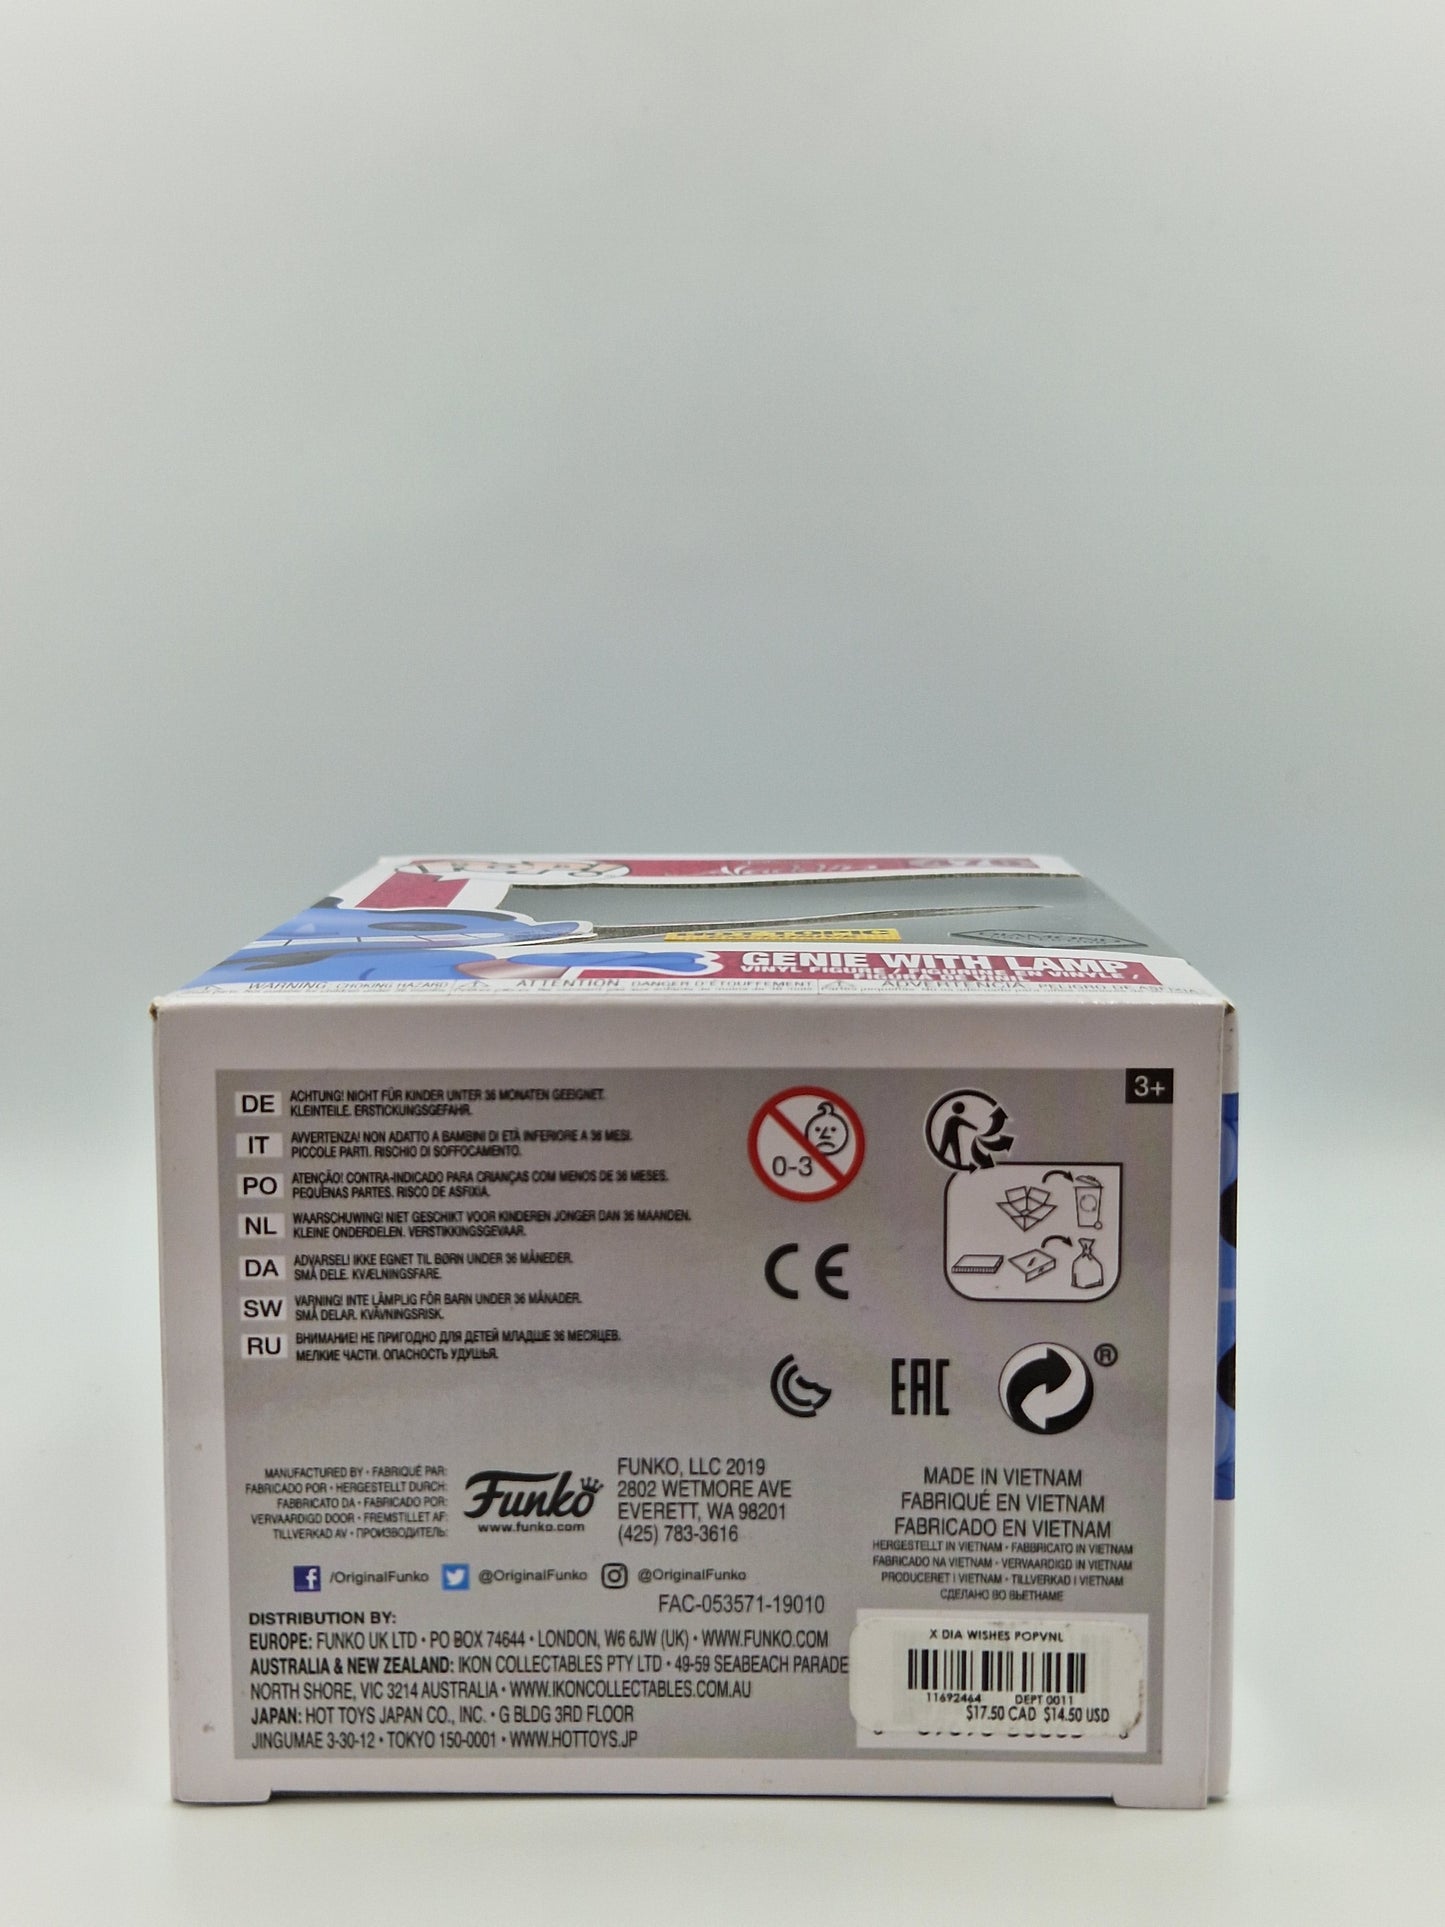 POP!
Aladdin
476
HOT TOPIC
DIAMOND
GENIE WITH LAMP
VINYL FIGURE / FIGURINE EN VINYLE /
FIGURA DE VINILO
WARNING: CHOKING HAZARD
ATTENTION DANGER D'ÉTOUFFEMENT
ADVERTENCIA: PELIGRO DE ASFIXIA
3+
DE ACHTUNG! NICHT FÜR KINDER UNTER 36 MONATEN GEEIGNET.
KLEINTEILE. ERSTICKUNGSGEFAHR.
IT AVVERTENZA! NON ADATTO A BAMBINI DI ETÀ INFERIORE A 36 MESI.
PICCOLE PARTI. RISCHIO DI SOFFOCAMENTO.
PO ATENÇÃO! CONTRA-INDICADO PARA CRIANÇAS COM MENOS DE 36 MESES.
PEQUENAS PARTES. RISCO DE ASFIXIA.
NL WAARSCHUWING! NIET GESCHIKT VOOR KINDEREN JONGER DAN 36 MAANDEN.
KLEINE ONDERDELEN. VERSTIKKINGSGEVAAR.
DA ADVARSEL! IKKE EGNET TIL BØRN UNDER 36 MÅNEDER.
SMÅ DELE. KVÆLNINGSFARE.
SW VARNING! INTE LÄMPLIG FÖR BARN UNDER 36 MÅNADER.
SMÅ DELAR. KVÄVNINGSRISK.
RU ВНИМАНИЕ! НЕ ПРИГОДНО ДЛЯ ДЕТЕЙ МЛАДШЕ 36 МЕСЯЦЕВ.
МЕЛКИЕ ЧАСТИ. ОПАСНОСТЬ УДУШЬЯ.
0-3
CE
EAC
®
MANUFACTURED BY • FABRIQUÉ PAR:
FABRICADO POR • HERGESTELLT DURCH:
FABBRICATO DA • FABRICADO POR:
VERVAARDIGD DOOR • FREMSTILLET AF:
TILLVERKAD AV • ПРОИЗВОДИТЕЛЬ:
Funko
www.funko.com
FUNKO, LLC 2019
2802 WETMORE AVE
EVERETT, WA 98201
(425) 783-3616
MADE IN VIETNAM
FABRIQUÉ EN VIETNAM
FABRICADO EN VIETNAM
HERGESTELLT IN VIETNAM • FABBRICATO IN VIETNAM
FABRICADO NA VIETNAM • VERVAARDIGD IN VIETNAM
PRODUCERET I VIETNAM • TILLVERKAD I VIETNAM
СДЕЛАНО ВО ВЬЕТНАМЕ
/OriginalFunko @OriginalFunko @OriginalFunko
FAC-053571-19010
DISTRIBUTION BY:
EUROPE: FUNKO UK LTD • PO BOX 74644 • LONDON, W6 6JW (UK) • WWW.FUNKO.COM
AUSTRALIA & NEW ZEALAND: IKON COLLECTABLES PTY LTD • 49-59 SEABEACH PARADE
NORTH SHORE, VIC 3214 AUSTRALIA • WWW.IKONCOLLECTABLES.COM.AU
JAPAN: HOT TOYS JAPAN CO., INC. • G BLDG 3RD FLOOR
JINGUMAE 3-30-12 • TOKYO 150-0001 • WWW.HOTTOYS.JP
X DIA WISHES POPVNL
11692464 DEPT 0011
$17.50 CAD $14.50 USD